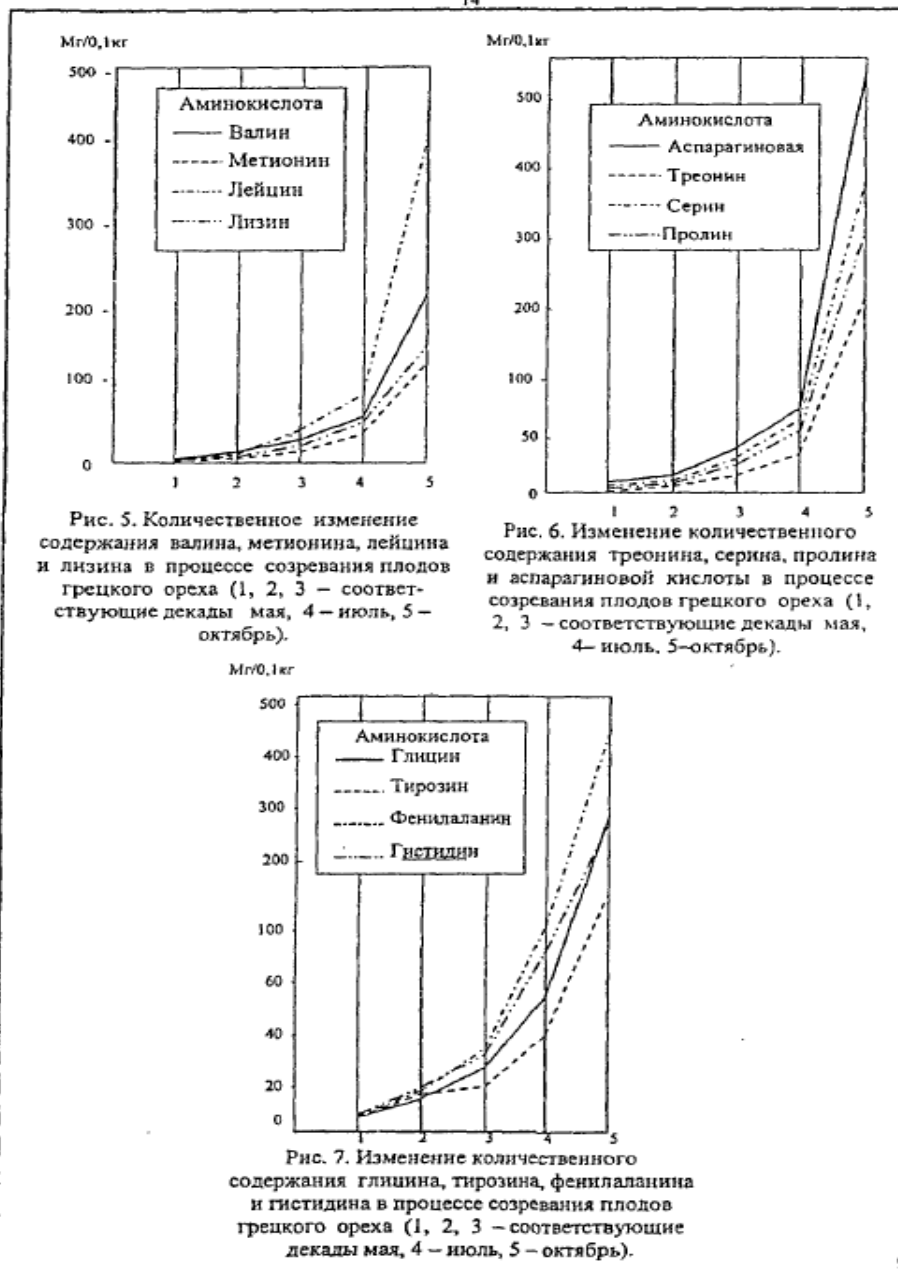 14
Мг/0,1кг
500
400
300
200
100
0
Аминокислота
Валин
Метионин
Лейцин
Лизин
1 2 3 4 5
Рис. 5. Количественное изменение
содержания валина, метионина, лейцина
и лизина в процессе созревания плодов
грецкого ореха (1, 2, 3 – соответ-
ствующие декады мая, 4 – июль, 5 –
октябрь).
Мг/0,1кг
500
400
300
200
100
50
0
Аминокислота
Аспарагиновая
Треонин
Серин
Пролин
1 2 3 4 5
Рис. 6. Изменение количественного
содержания треонина, серина, пролина
и аспарагиновой кислоты в процессе
созревания плодов грецкого ореха (1,
2, 3 – соответствующие декады мая,
4– июль, 5–октябрь).
Мг/0,1кг
500
400
300
200
100
60
40
20
0
Аминокислота
Глицин
Тирозин
Фенилаланин
Гистидин
1 2 3 4 5
Рис. 7. Изменение количественного
содержания глицина, тирозина, фенилаланина
и гистидина в процессе созревания плодов
грецкого ореха (1, 2, 3 – соответствующие
декады мая, 4 – июль, 5 – октябрь).